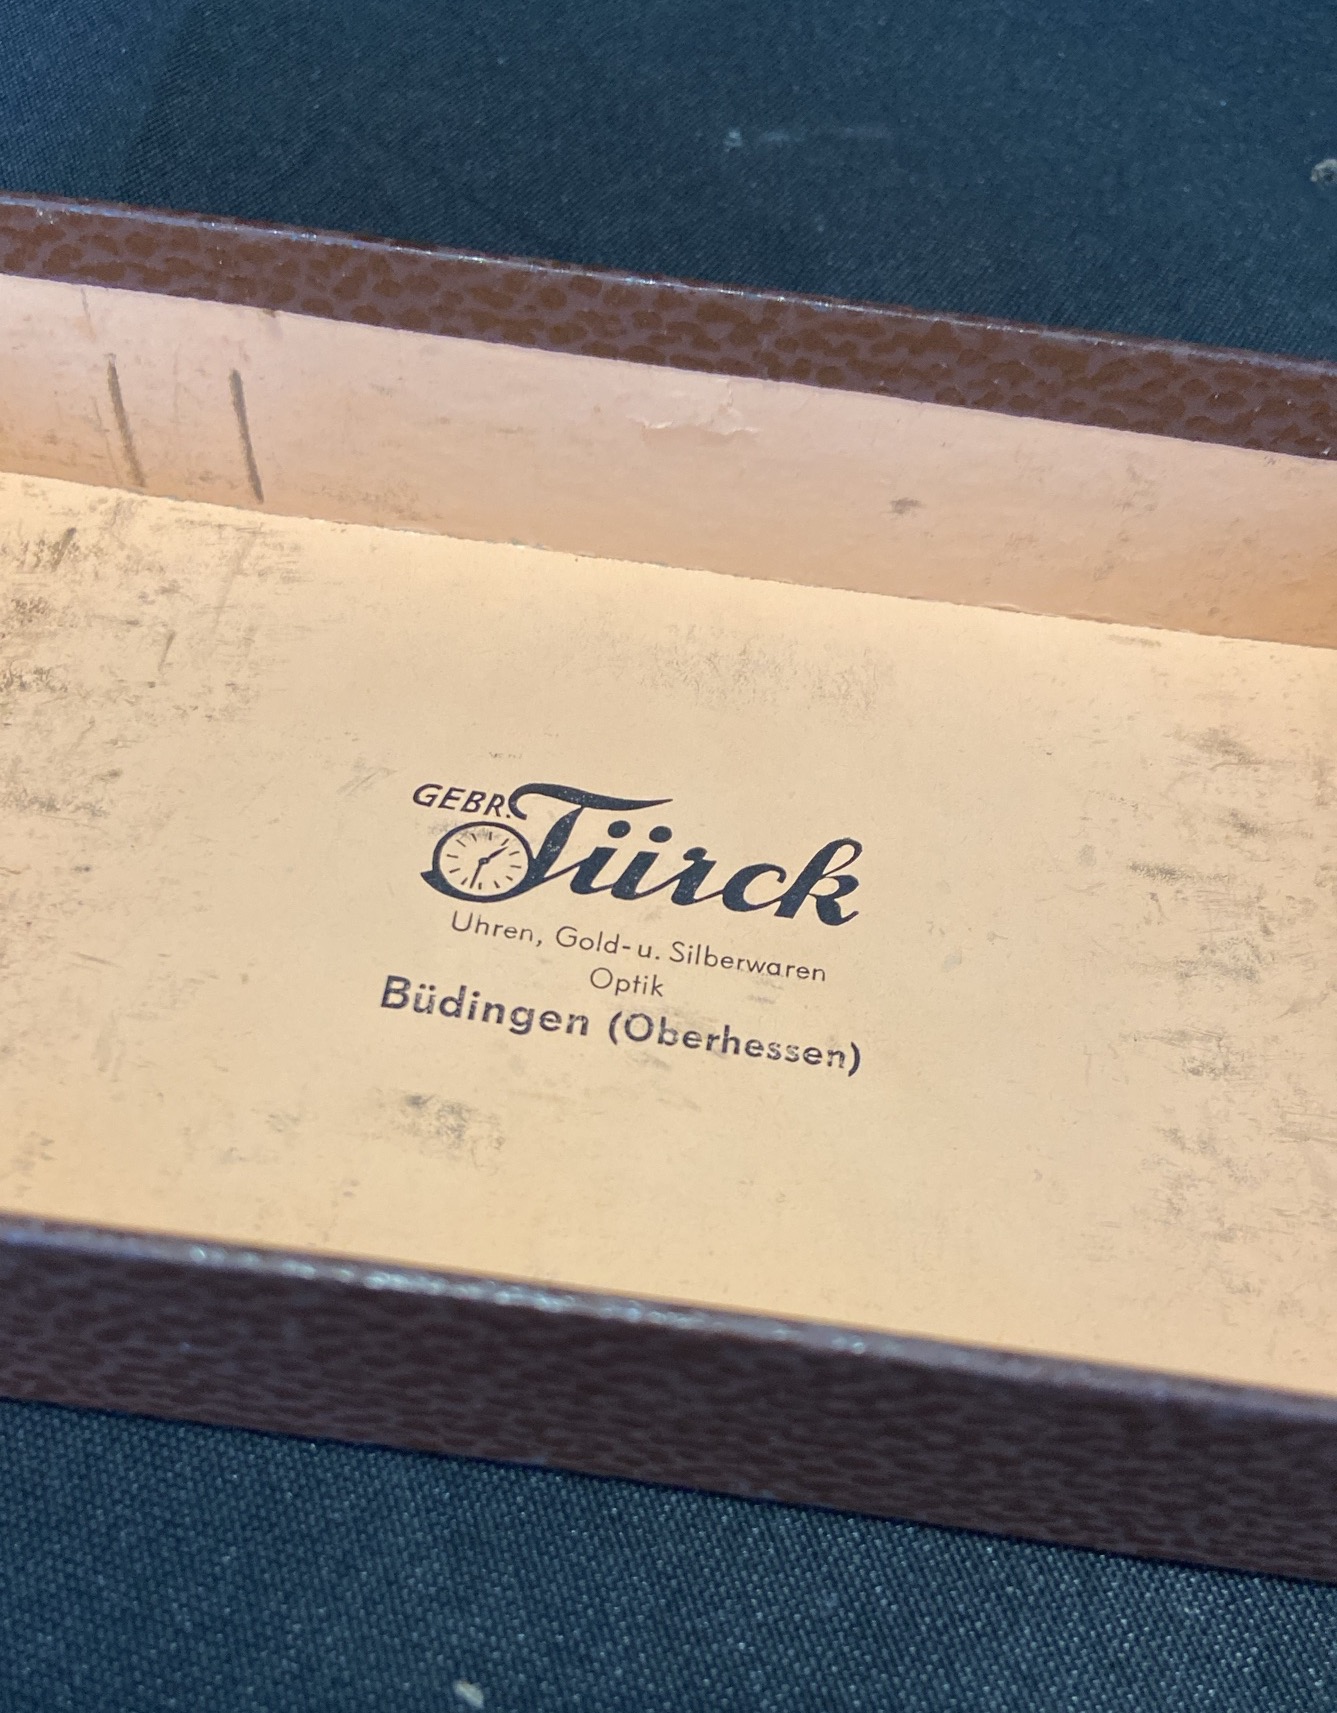 GEBR. Türck
Uhren, Gold- u. Silberwaren
Optik
Büdingen (Oberhessen)